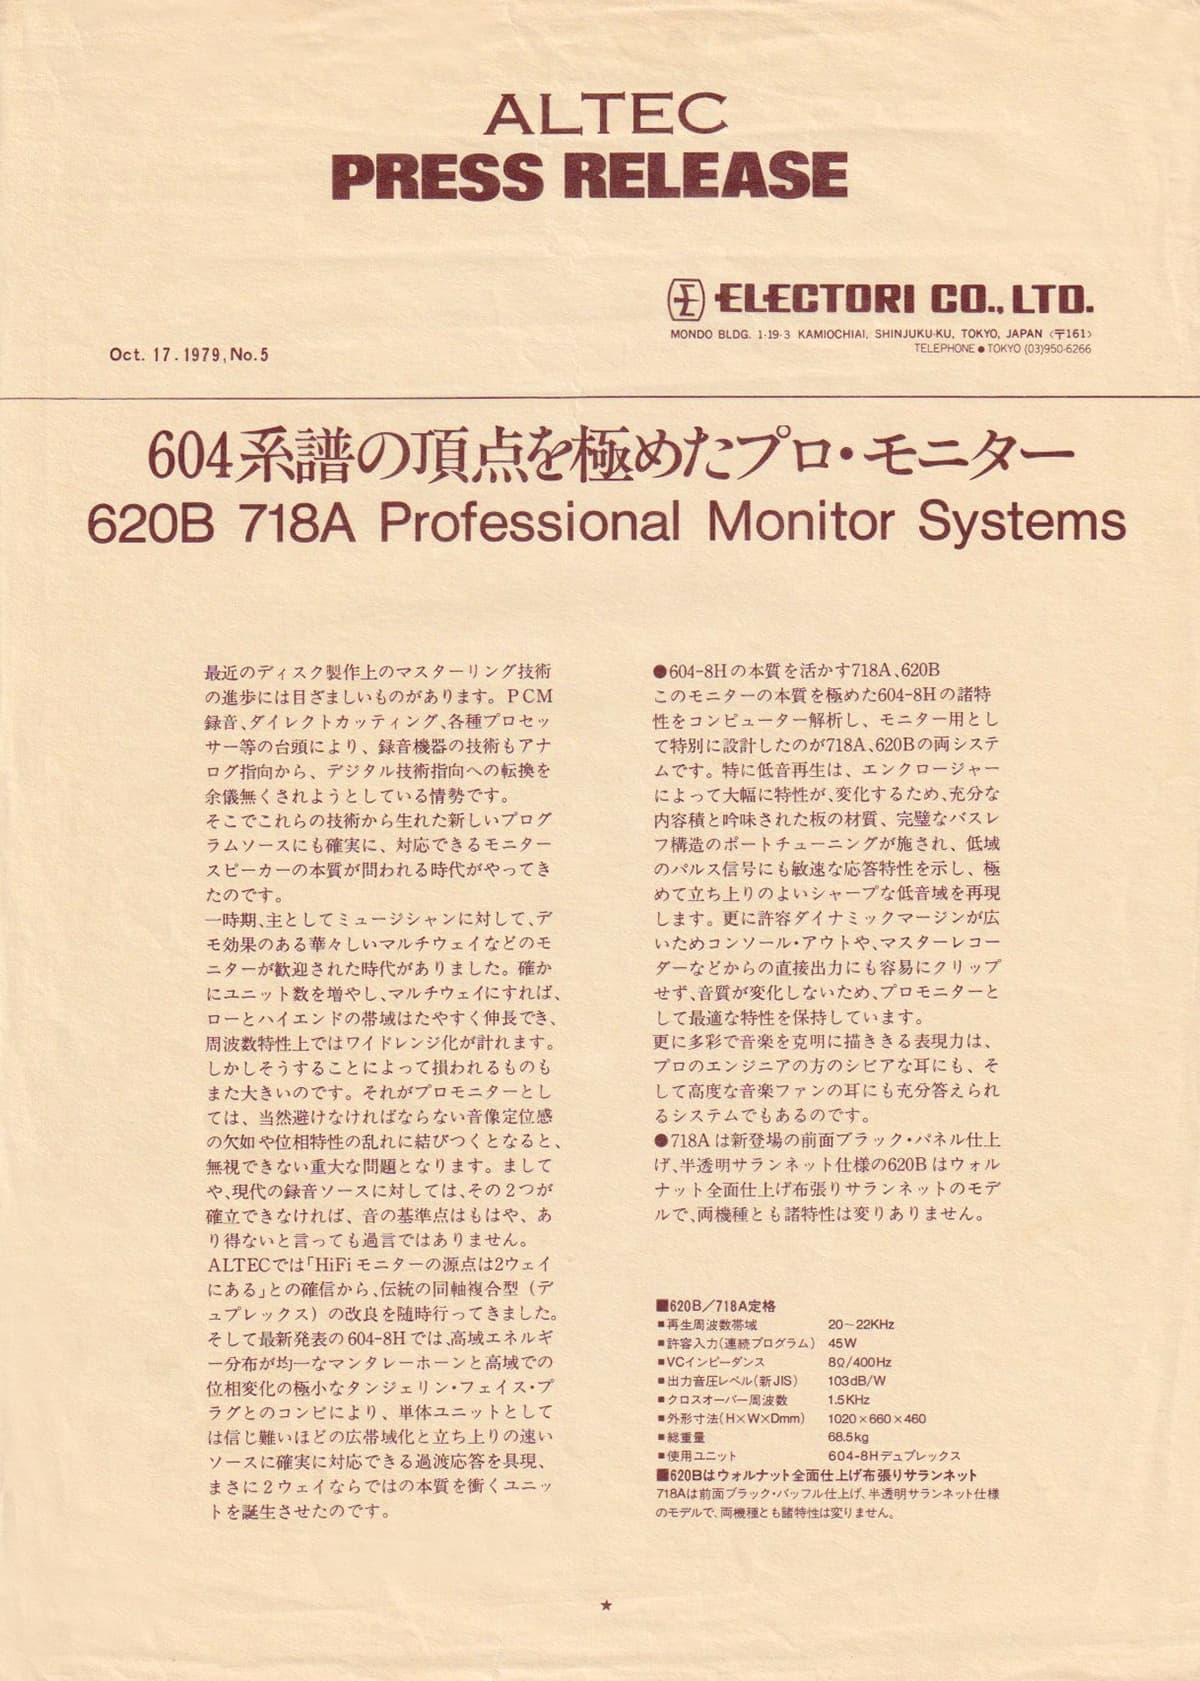 ALTEC
PRESS RELEASE
ELECTORI CO., LTD.
MONDO BLDG. 1-19-3 KAMIOCHIAI, SHINJUKU-KU, TOKYO, JAPAN 〈〒161〉
TELEPHONE ● TOKYO (03)950-6266
Oct. 17. 1979, No.5
604系譜の頂点を極めたプロ・モニター
620B 718A Professional Monitor Systems
最近のディスク製作上のマスターリング技術
の進歩には目ざましいものがあります。PCM
録音、ダイレクトカッティング、各種プロセッ
サー等の台頭により、録音機器の技術もアナ
ログ指向から、デジタル技術指向への転換を
余儀無くされようとしている情勢です。
そこでこれらの技術から生れた新しいプログ
ラムソースにも確実に、対応できるモニター
スピーカーの本質が問われる時代がやってき
たのです。
一時期、主としてミュージシャンに対して、デ
モ効果のある華々しいマルチウェイなどのモ
ニターが歓迎された時代がありました。確か
にユニット数を増やし、マルチウェイにすれば、
ローとハイエンドの帯域はたやすく伸長でき、
周波数特性上ではワイドレンジ化が計れます。
しかしそうすることによって損われるものも
また大きいのです。それがプロモニターとし
ては、当然避けなければならない音像定位感
の欠如や位相特性の乱れに結びつくとなると、
無視できない重大な問題となります。まして
や、現代の録音ソースに対しては、その2つが
確立できなければ、音の基準点はもはや、あ
り得ないと言っても過言ではありません。
ALTECでは「HiFiモニターの源点は2ウェイ
にある」との確信から、伝統の同軸複合型（デ
ュプレックス）の改良を随時行ってきました。
そして最新発表の604-8Hでは、高域エネルギ
ー分布が均一なマンタレーホーンと高域での
位相変化の極小なタンジェリン・フェイス・プ
ラグとのコンビにより、単体ユニットとして
は信じ難いほどの広帯域化と立ち上りの速い
ソースに確実に対応できる過渡応答を具現、
まさに2ウェイならではの本質を衝くユニッ
トを誕生させたのです。
●604-8Hの本質を活かす718A、620B
このモニターの本質を極めた604-8Hの諸特
性をコンピューター解析し、モニター用とし
て特別に設計したのが718A、620Bの両システ
ムです。特に低音再生は、エンクロージャー
によって大幅に特性が、変化するため、充分な
内容積と吟味された板の材質、完璧なバスレ
フ構造のポートチューニングが施され、低域
のパルス信号にも敏速な応答特性を示し、極
めて立ち上りのよいシャープな低音域を再現
します。更に許容ダイナミックマージンが広
いためコンソール・アウトや、マスターレコー
ダーなどからの直接出力にも容易にクリップ
せず、音質が変化しないため、プロモニターと
して最適な特性を保持しています。
更に多彩で音楽を克明に描ききる表現力は、
プロのエンジニアの方のシビアな耳にも、そ
して高度な音楽ファンの耳にも充分答えられ
るシステムでもあるのです。
●718Aは新登場の前面ブラック・パネル仕上
げ、半透明サランネット仕様の620Bはウォル
ナット全面仕上げ布張りサランネットのモデ
ルで、両機種とも諸特性は変りありません。
■620B／718A定格
■再生周波数帯域 20〜22KHz
■許容入力（連続プログラム） 45W
■VCインピーダンス 8Ω/400Hz
■出力音圧レベル（新JIS） 103dB/W
■クロスオーバー周波数 1.5KHz
■外形寸法（H×W×Dmm） 1020×660×460
■総重量 68.5kg
■使用ユニット 604-8Hデュプレックス
■620Bはウォルナット全面仕上げ布張りサランネット
718Aは前面ブラック・バッフル仕上げ、半透明サランネット仕様
のモデルで、両機種とも諸特性は変りません。
★